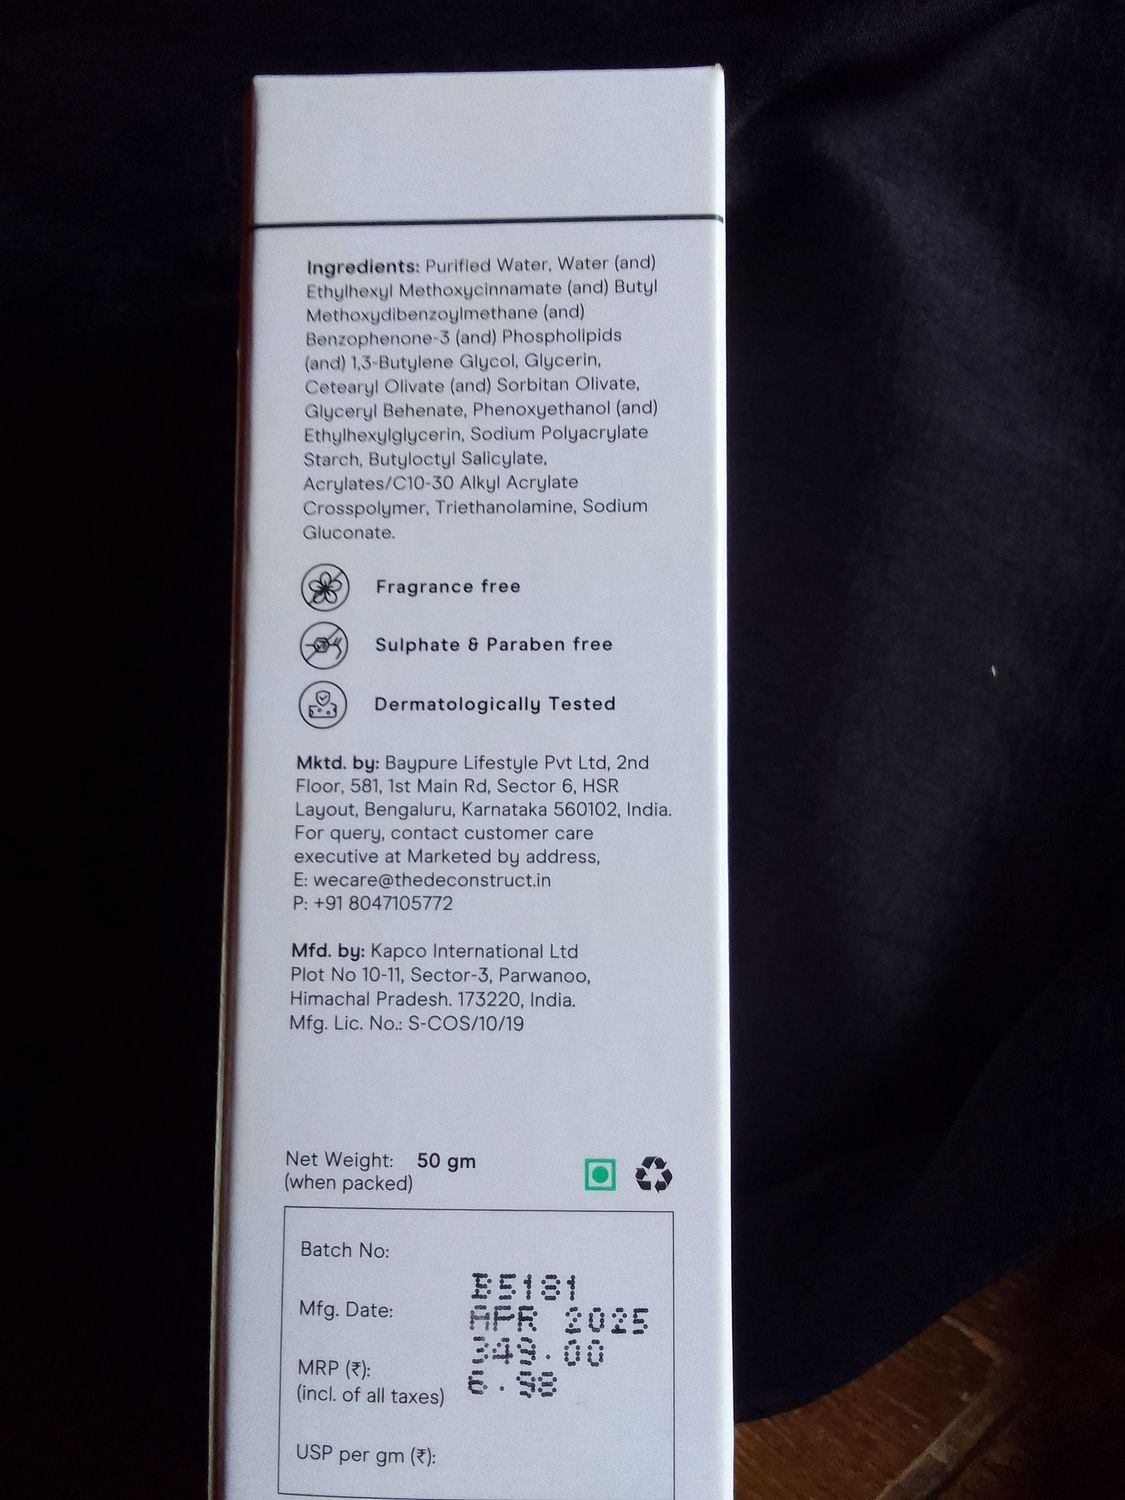 Ingredients: Purified Water, Water (and)
Ethylhexyl Methoxycinnamate (and) Butyl
Methoxydibenzoylmethane (and)
Benzophenone-3 (and) Phospholipids
(and) 1,3-Butylene Glycol, Glycerin,
Cetearyl Olivate (and) Sorbitan Olivate,
Glyceryl Behenate, Phenoxyethanol (and)
Ethylhexylglycerin, Sodium Polyacrylate
Starch, Butyloctyl Salicylate,
Acrylates/C10-30 Alkyl Acrylate
Crosspolymer, Triethanolamine, Sodium
Gluconate.
Fragrance free
Sulphate & Paraben free
Dermatologically Tested
Mktd. by: Baypure Lifestyle Pvt Ltd, 2nd
Floor, 581, 1st Main Rd, Sector 6, HSR
Layout, Bengaluru, Karnataka 560102, India.
For query, contact customer care
executive at Marketed by address,
E: wecare@thedeconstruct.in
P: +91 8047105772
Mfd. by: Kapco International Ltd
Plot No 10-11, Sector-3, Parwanoo,
Himachal Pradesh. 173220, India.
Mfg. Lic. No.: S-COS/10/19
Net Weight: 50 gm
(when packed)
Batch No:
B5181
Mfg. Date:
APR 2025
349.00
MRP (₹):
6.98
(incl. of all taxes)
USP per gm (₹):